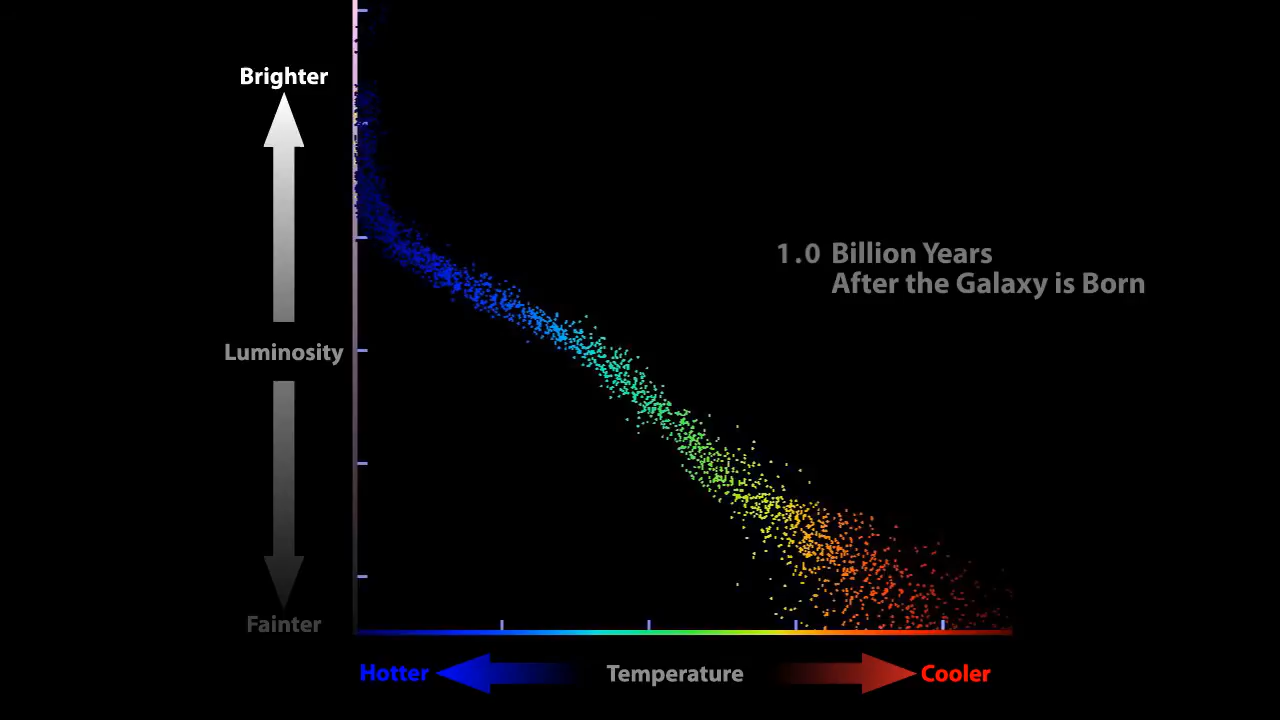 Brighter
1.0 Billion Years
After the Galaxy is Born
Luminosity
Fainter
Hotter
Temperature
Cooler